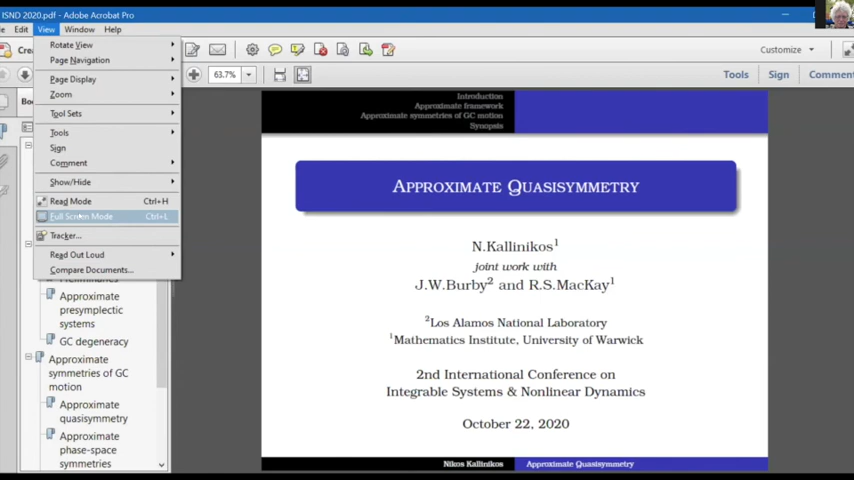 ISND 2020.pdf - Adobe Acrobat Pro
Edit View Window Help
Rotate View
Page Navigation
Page Display
Zoom
Tool Sets
Tools
Sign
Comment
Show/Hide
Read Mode Ctrl+H
Full Screen Mode Ctrl+L
Tracker...
Read Out Loud
Compare Documents...
63.7%
Customize
Tools Sign Comment
Preliminaries
Approximate
presymplectic
systems
GC degeneracy
Approximate
symmetries of GC
motion
Approximate
quasisymmetry
Approximate
phase-space
symmetries
Introduction
Approximate framework
Approximate symmetries of GC motion
Synopsis
APPROXIMATE QUASISYMMETRY
N.Kallinikos¹
joint work with
J.W.Burby² and R.S.MacKay¹
²Los Alamos National Laboratory
¹Mathematics Institute, University of Warwick
2nd International Conference on
Integrable Systems & Nonlinear Dynamics
October 22, 2020
Nikos Kallinikos Approximate Quasisymmetry